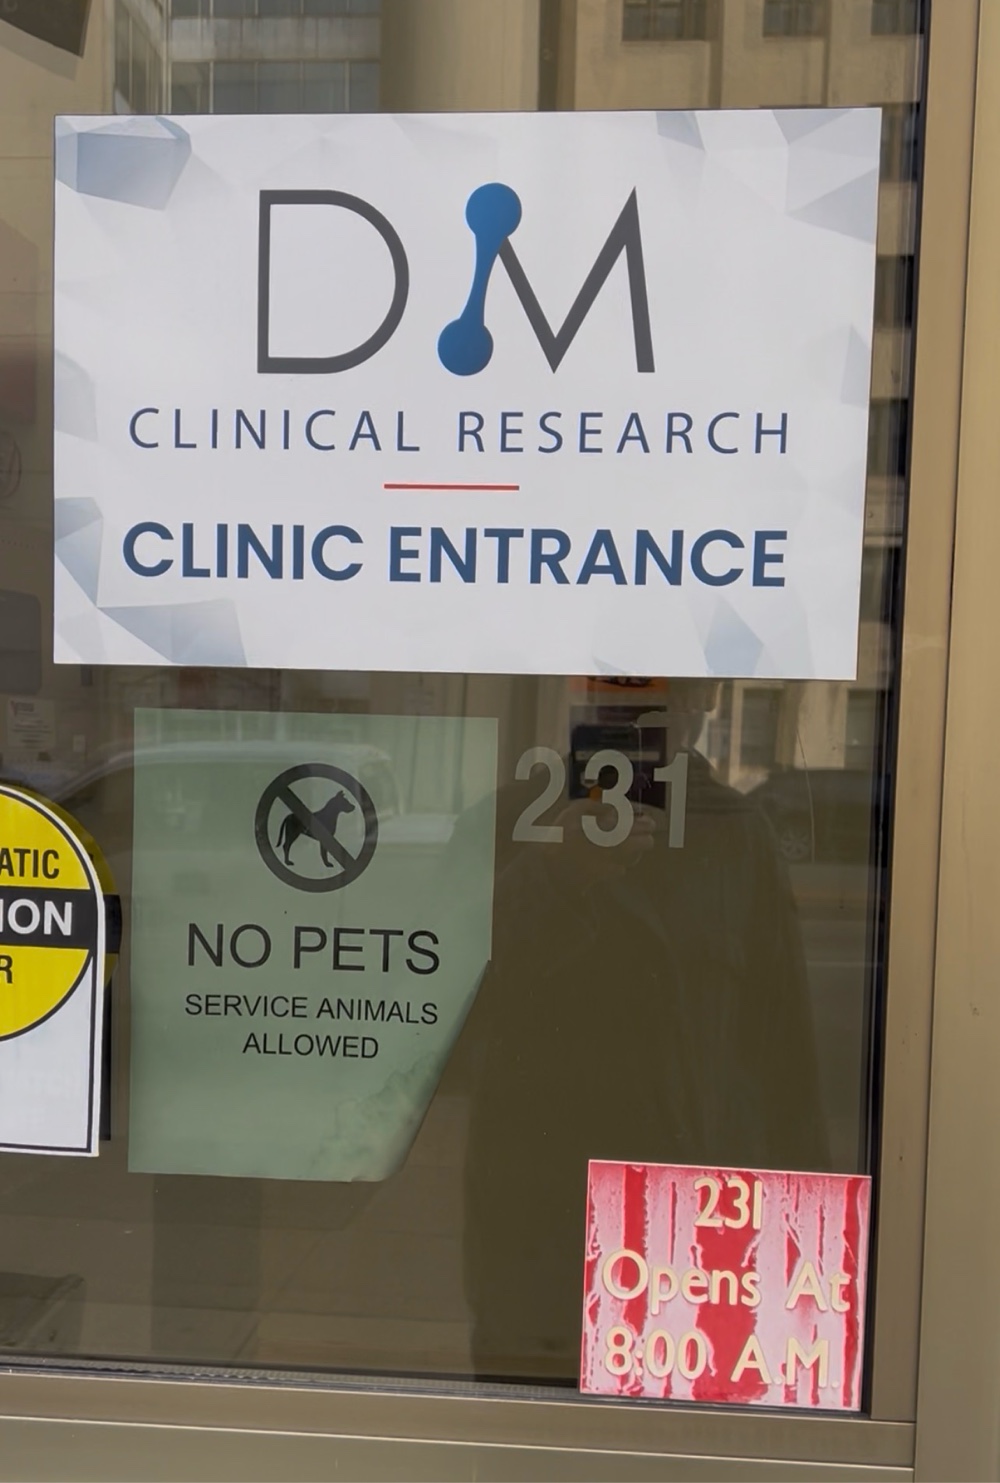 DM
CLINICAL RESEARCH
CLINIC ENTRANCE
231
NO PETS
SERVICE ANIMALS
ALLOWED
ATIC
ION
R
231
Opens At
8:00 A.M.